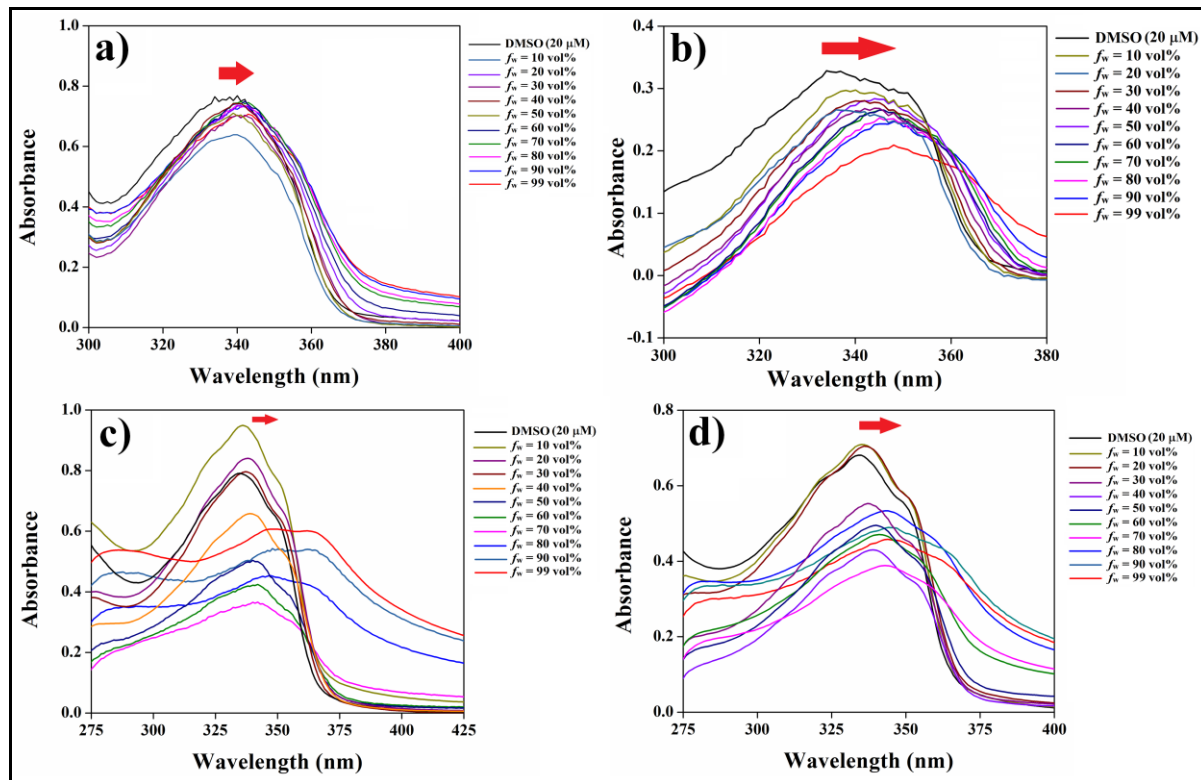 a)
1.0
0.8
0.6
0.4
0.2
0.0
300 320 340 360 380 400
Absorbance
Wavelength (nm)
DMSO (20 μM)
fw = 10 vol%
fw = 20 vol%
fw = 30 vol%
fw = 40 vol%
fw = 50 vol%
fw = 60 vol%
fw = 70 vol%
fw = 80 vol%
fw = 90 vol%
fw = 99 vol%
b)
0.4
0.3
0.2
0.1
0.0
-0.1
300 320 340 360 380
Absorbance
Wavelength (nm)
DMSO (20 μM)
fw = 10 vol%
fw = 20 vol%
fw = 30 vol%
fw = 40 vol%
fw = 50 vol%
fw = 60 vol%
fw = 70 vol%
fw = 80 vol%
fw = 90 vol%
fw = 99 vol%
c)
1.0
0.8
0.6
0.4
0.2
0.0
275 300 325 350 375 400 425
Absorbance
Wavelength (nm)
DMSO (20 μM)
fw = 10 vol%
fw = 20 vol%
fw = 30 vol%
fw = 40 vol%
fw = 50 vol%
fw = 60 vol%
fw = 70 vol%
fw = 80 vol%
fw = 90 vol%
fw = 99 vol%
d)
0.8
0.6
0.4
0.2
0.0
275 300 325 350 375 400
Absorbance
Wavelength (nm)
DMSO (20 μM)
fw = 10 vol%
fw = 20 vol%
fw = 30 vol%
fw = 40 vol%
fw = 50 vol%
fw = 60 vol%
fw = 70 vol%
fw = 80 vol%
fw = 90 vol%
fw = 99 vol%